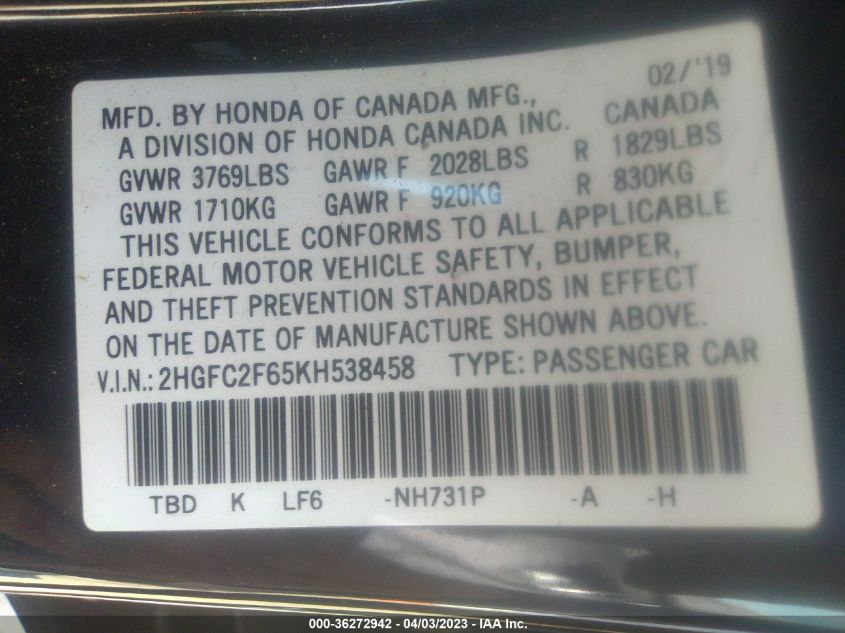 02/'19
MFD. BY HONDA OF CANADA MFG.,
A DIVISION OF HONDA CANADA INC. CANADA
GVWR 3769LBS GAWR F 2028LBS R 1829LBS
GVWR 1710KG GAWR F 920KG R 830KG
THIS VEHICLE CONFORMS TO ALL APPLICABLE
FEDERAL MOTOR VEHICLE SAFETY, BUMPER,
AND THEFT PREVENTION STANDARDS IN EFFECT
ON THE DATE OF MANUFACTURE SHOWN ABOVE.
V.I.N.: 2HGFC2F65KH538458 TYPE: PASSENGER CAR
TBD K LF6 -NH731P -A -H
000-36272942 - 04/03/2023 - IAA Inc.